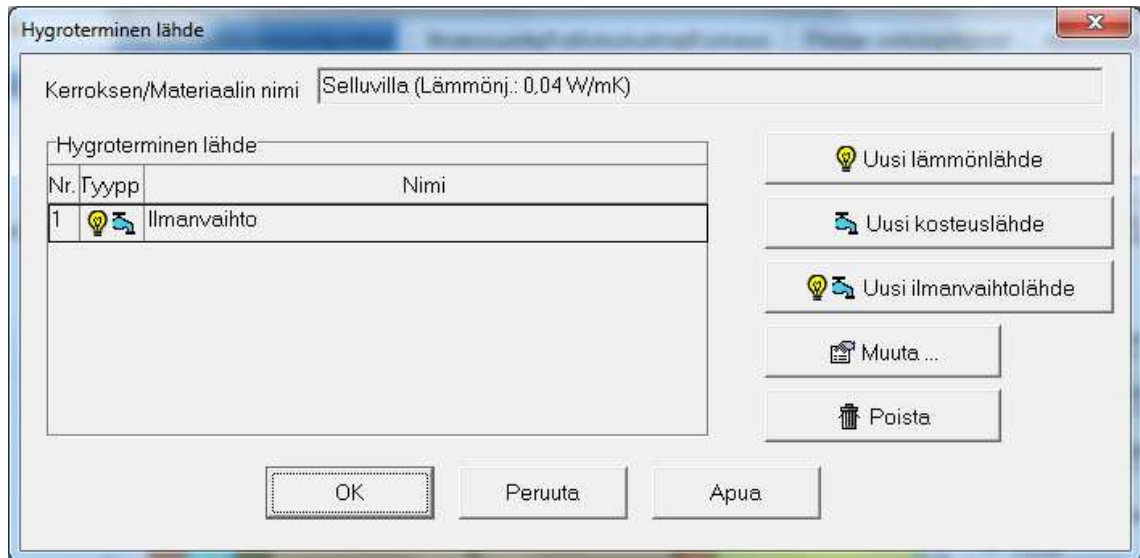 Hygroterminen lähde
Kerroksen/Materiaalin nimi Selluvilla (Lämmönj.: 0,04 W/mK)
Hygroterminen lähde
Nr. Tyypp Nimi
1 Ilmanvaihto
Uusi lämmönlähde
Uusi kosteuslähde
Uusi ilmanvaihtolähde
Muuta ...
Poista
OK Peruuta Apua